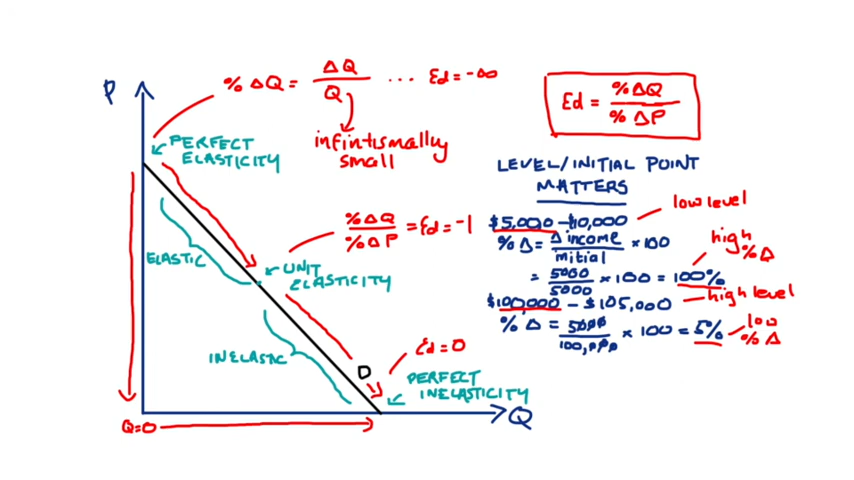 P
%ΔQ = ΔQ/Q ... Ed = -∞
infintismally
small
PERFECT
ELASTICITY
ELASTIC
%ΔQ/%ΔP = Ed = -1
UNIT
ELASTICITY
INELASTIC
Ed = 0
D
PERFECT
INELASTICITY
Q=0
Q
Ed = %ΔQ/%ΔP
LEVEL/INITIAL POINT
MATTERS
$5,000 - $10,000
low level
%Δ = Δ income/initial × 100
high
%Δ
= 5000/5000 × 100 = 100%
$100,000 - $105,000
high level
%Δ = 5000/100,000 × 100 = 5%
low
%Δ